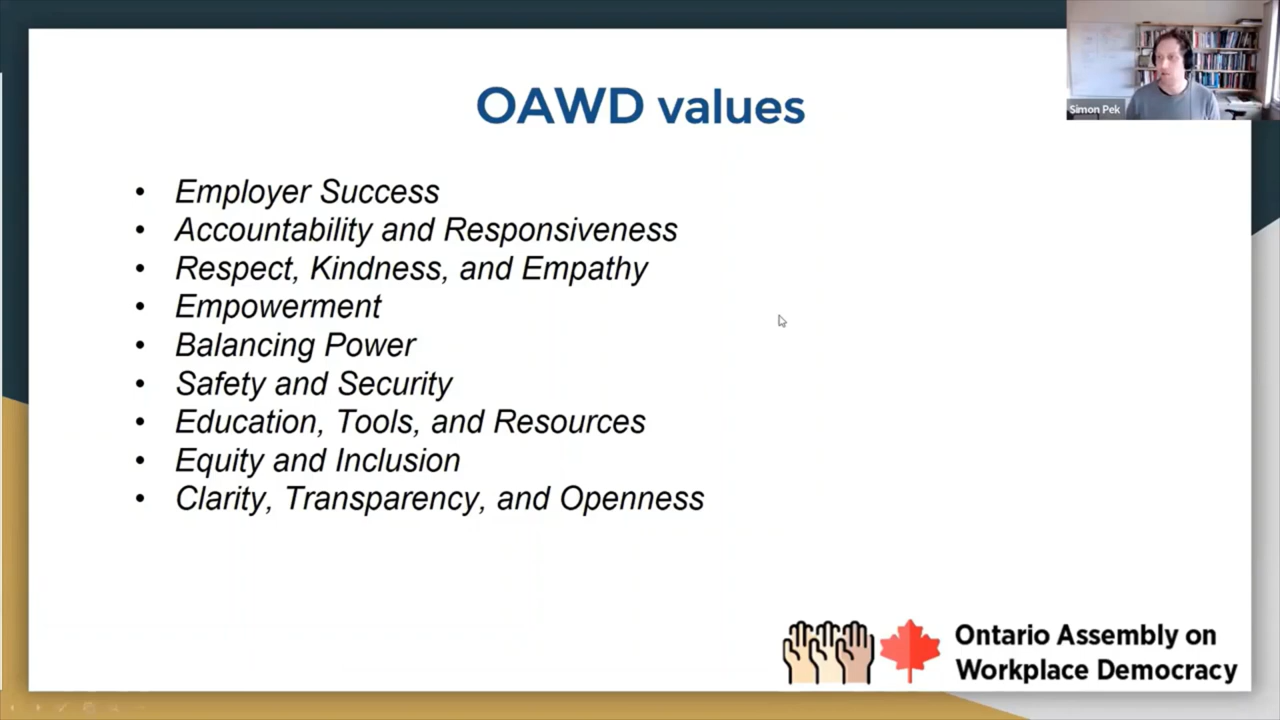 OAWD values
Simon Pek
• Employer Success
• Accountability and Responsiveness
• Respect, Kindness, and Empathy
• Empowerment
• Balancing Power
• Safety and Security
• Education, Tools, and Resources
• Equity and Inclusion
• Clarity, Transparency, and Openness
Ontario Assembly on
Workplace Democracy